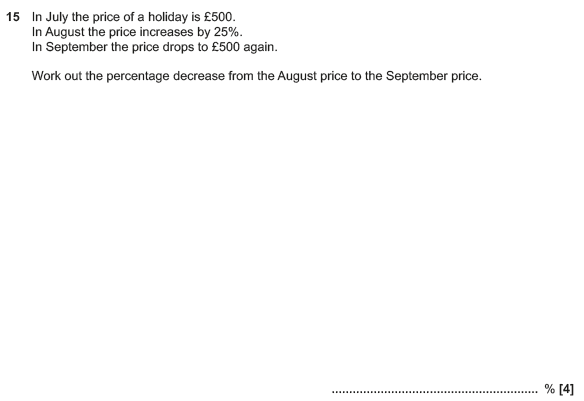 15 In July the price of a holiday is £500.
In August the price increases by 25%.
In September the price drops to £500 again.
Work out the percentage decrease from the August price to the September price.
.......................................................... % [4]